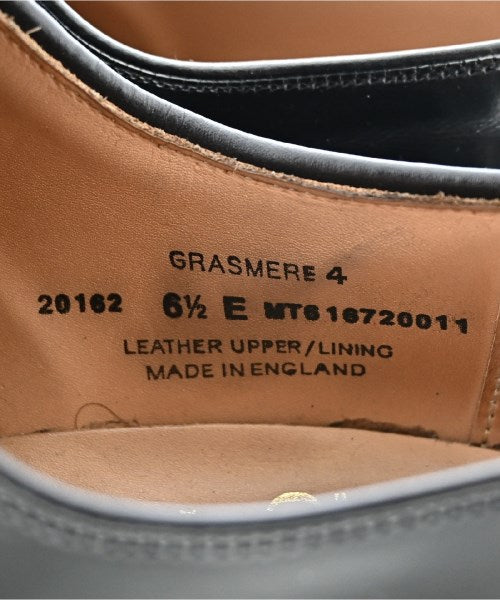 GRASMERE 4
20162 6½ E MT616720011
LEATHER UPPER/LINING
MADE IN ENGLAND